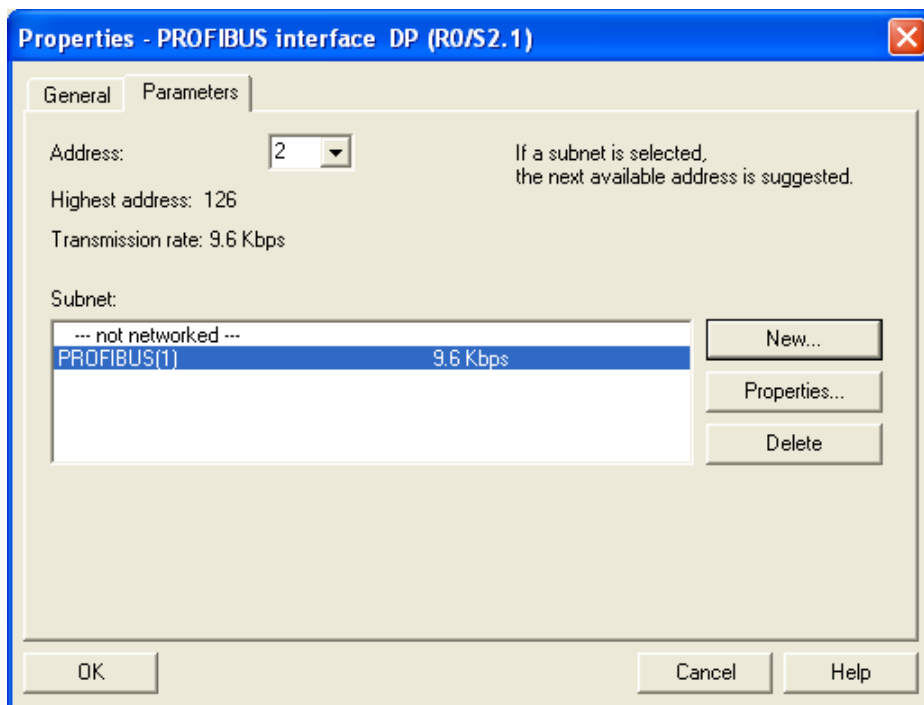 Properties - PROFIBUS interface DP (R0/S2.1)
General Parameters
Address: 2
If a subnet is selected,
the next available address is suggested.
Highest address: 126
Transmission rate: 9.6 Kbps
Subnet:
--- not networked ---
PROFIBUS(1) 9.6 Kbps
New...
Properties...
Delete
OK Cancel Help